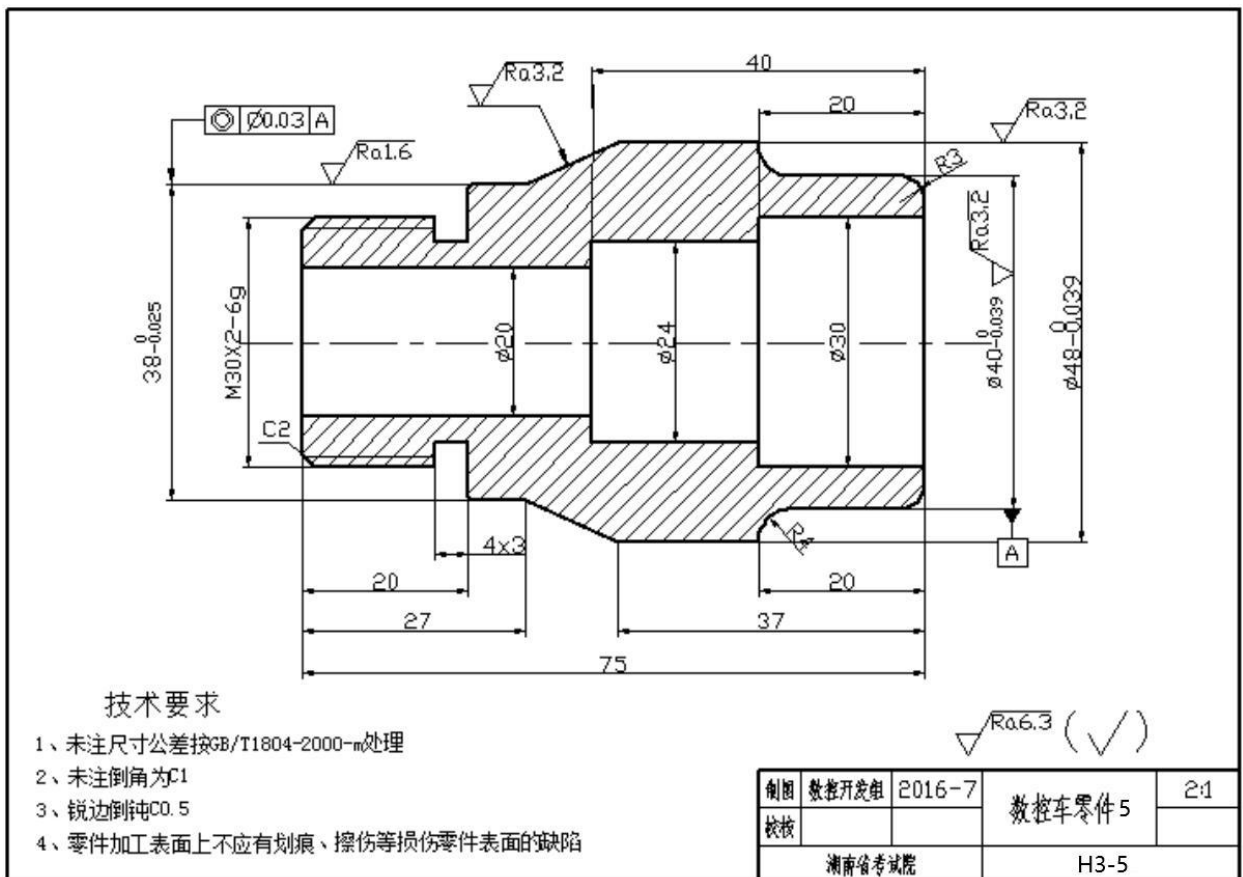 40
Ra3.2
20
Ra3.2
◎ Ø0.03 A
Ra1.6
R3
Ra3.2
38-0 0.025
M30X2-6g
ø20
ø24
ø30
ø40-0 0.039
ø48-0 0.039
C2
4x3
R4
A
20
20
27
37
75
技术要求
1、未注尺寸公差按GB/T1804-2000-m处理
2、未注倒角为C1
3、锐边倒钝C0.5
4、零件加工表面上不应有划痕、擦伤等损伤零件表面的缺陷
Ra6.3 (√)
制图 数控开发组 2016-7 数控车零件5 2:1
校核
湖南省考试院 H3-5